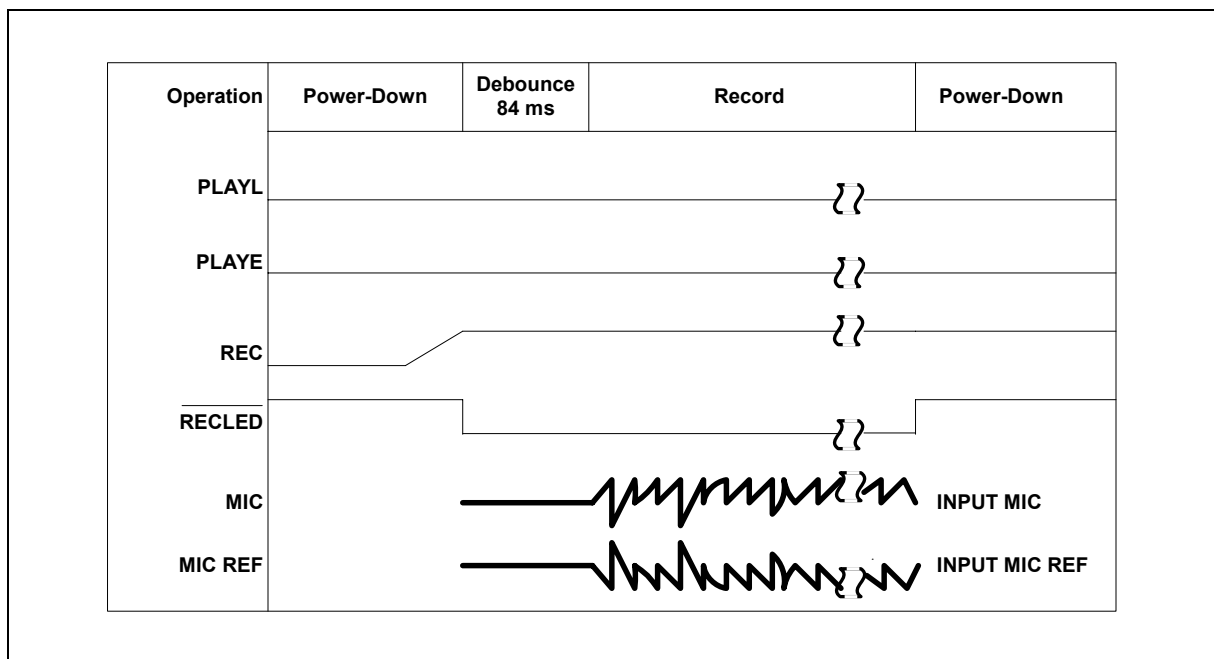 Operation Power-Down Debounce 84 ms Record Power-Down
PLAYL
PLAYE
REC
RECLED
MIC INPUT MIC
MIC REF INPUT MIC REF